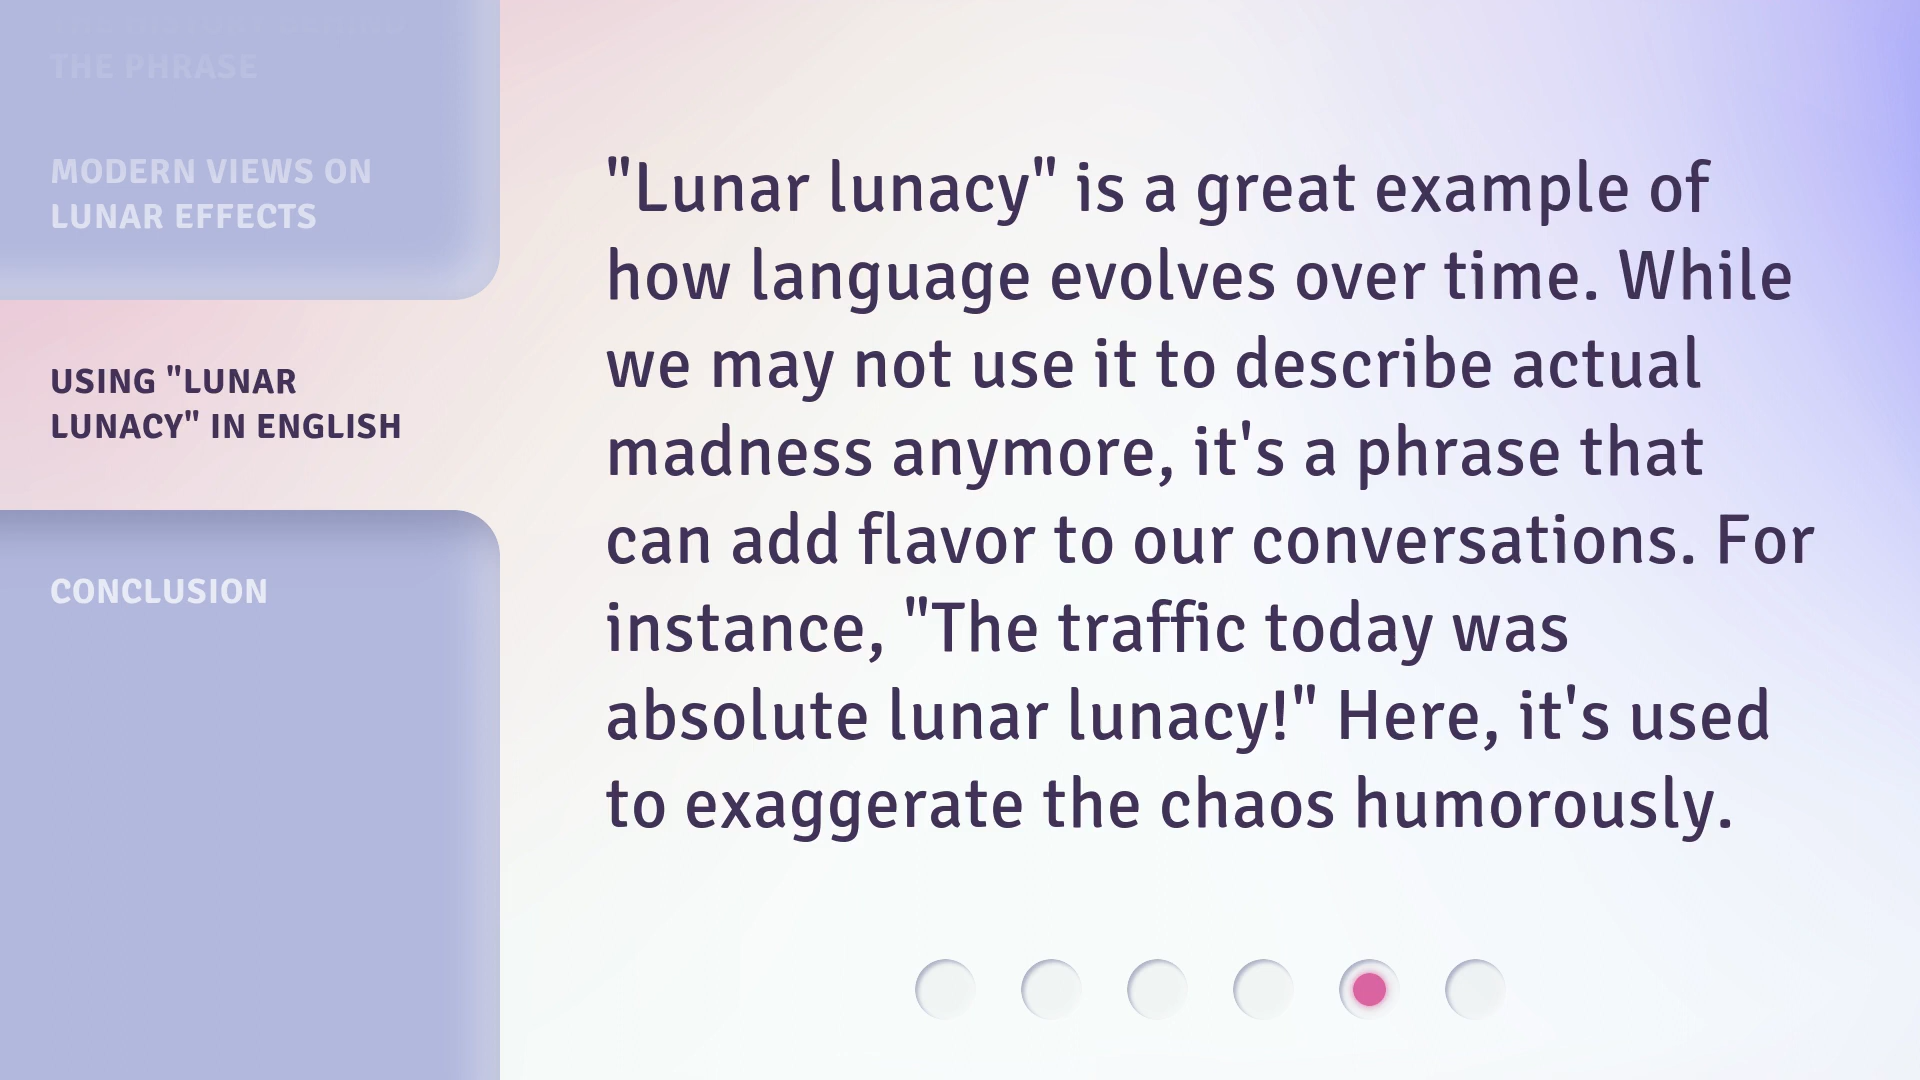 THE HISTORY BEHIND
THE PHRASE
MODERN VIEWS ON
LUNAR EFFECTS
USING "LUNAR
LUNACY" IN ENGLISH
CONCLUSION
"Lunar lunacy" is a great example of
how language evolves over time. While
we may not use it to describe actual
madness anymore, it's a phrase that
can add flavor to our conversations. For
instance, "The traffic today was
absolute lunar lunacy!" Here, it's used
to exaggerate the chaos humorously.